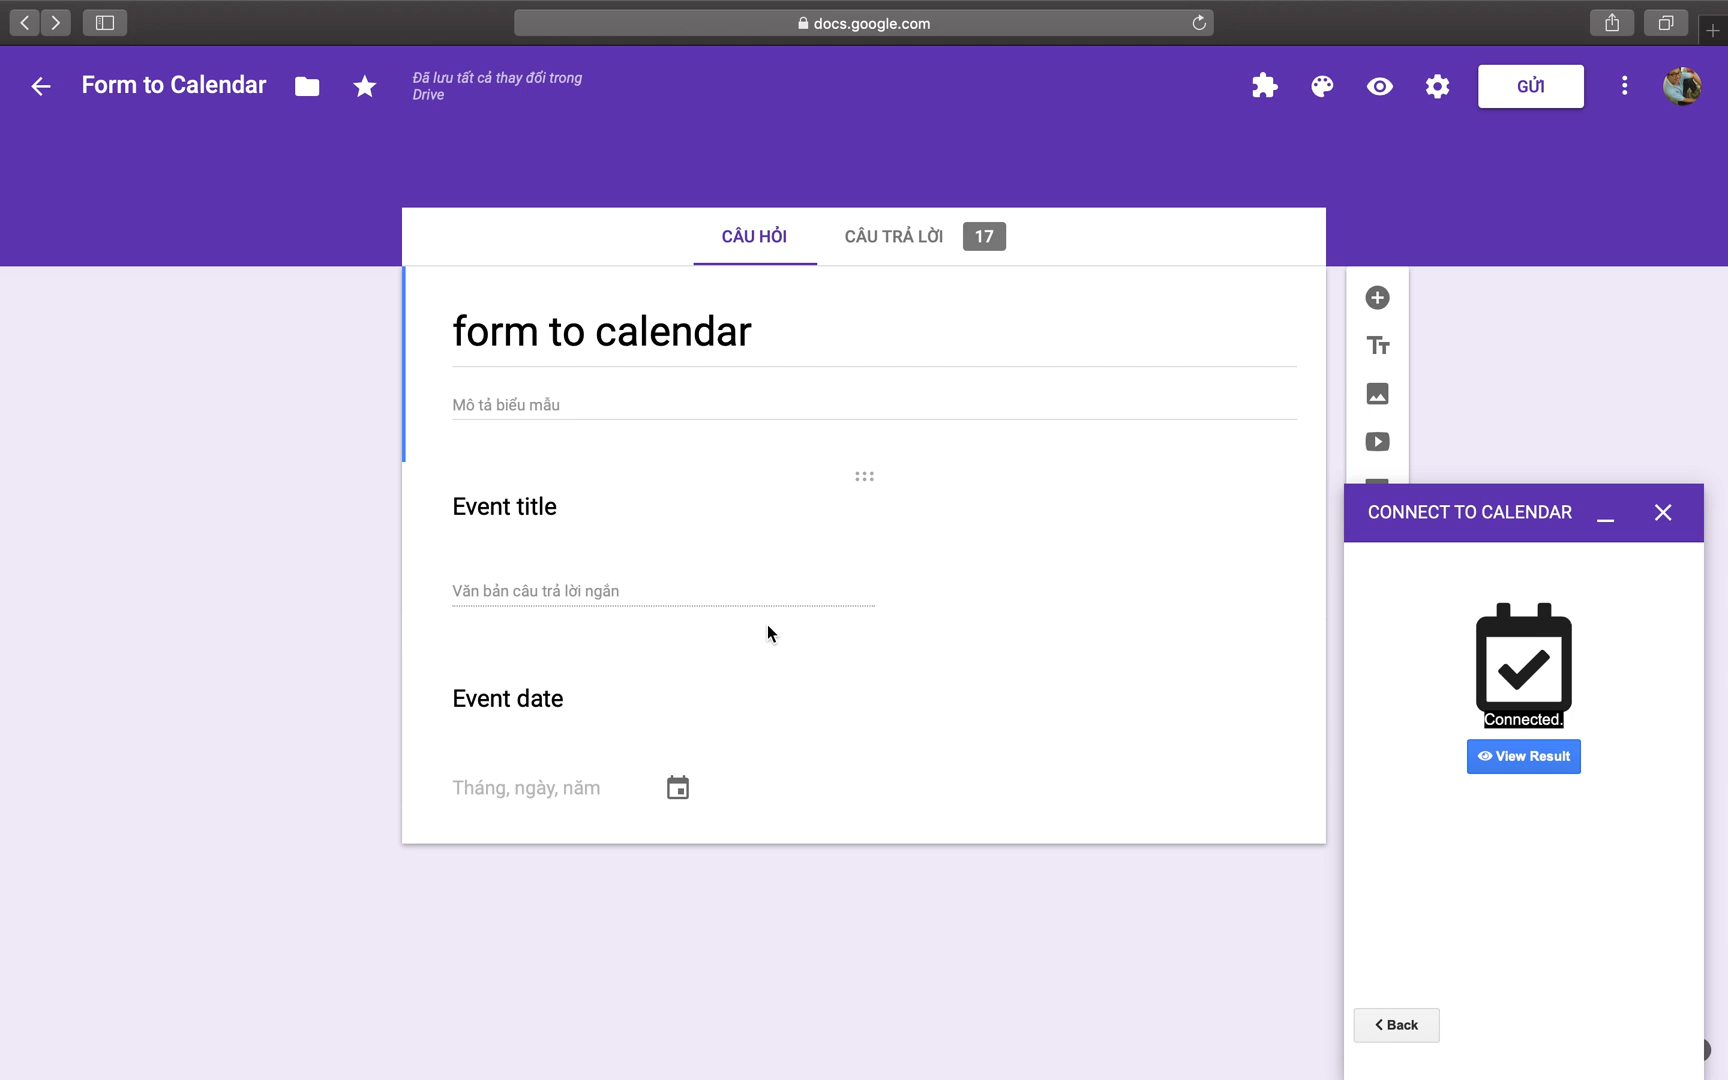 docs.google.com
Form to Calendar
Đã lưu tất cả thay đổi trong
Drive
GỬI
CÂU HỎI
CÂU TRẢ LỜI 17
form to calendar
Mô tả biểu mẫu
Event title
Văn bản câu trả lời ngắn
Event date
Tháng, ngày, năm
Tт
CONNECT TO CALENDAR
Connected.
View Result
Back